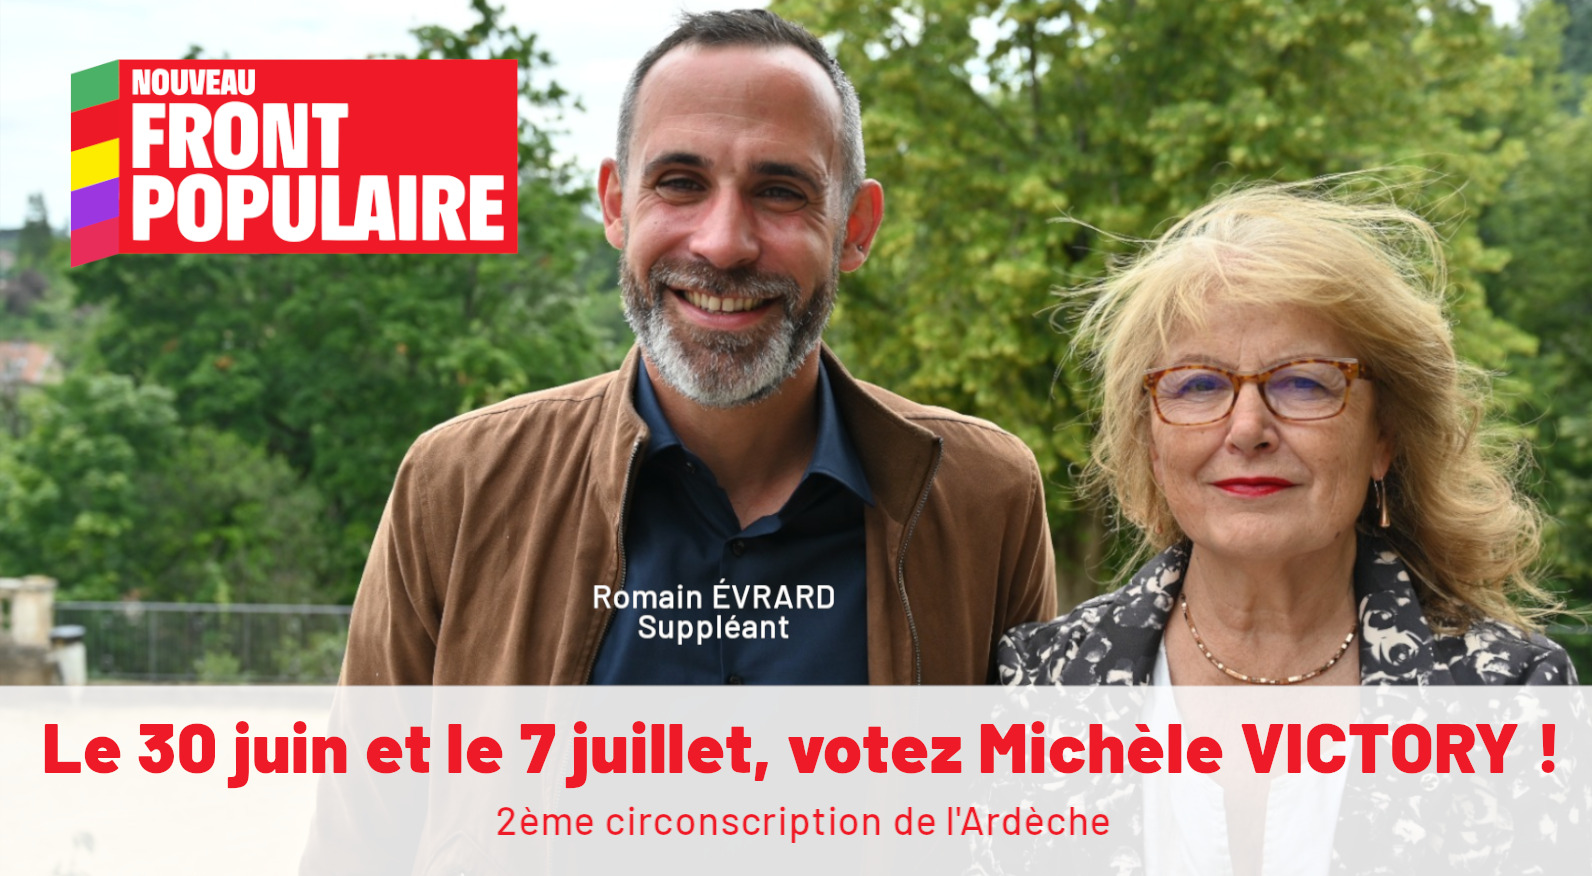 NOUVEAU
FRONT
POPULAIRE
Romain ÉVRARD
Suppléant
Le 30 juin et le 7 juillet, votez Michèle VICTORY !
2ème circonscription de l'Ardèche